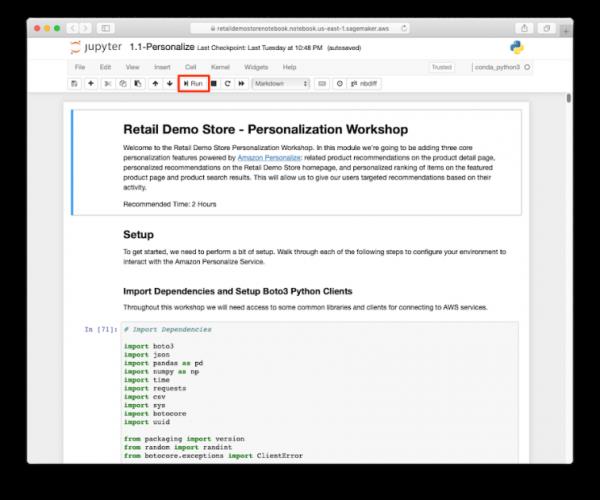 retaildemostorenotebook.notebook.us-east-1.sagemaker.aws
jupyter 1.1-Personalize Last Checkpoint: Last Tuesday at 10:48 PM (autosaved)
File Edit View Insert Cell Kernel Widgets Help Trusted conda_python3
Run Markdown nbdiff
Retail Demo Store - Personalization Workshop
Welcome to the Retail Demo Store Personalization Workshop. In this module we're going to be adding three core
personalization features powered by Amazon Personalize: related product recommendations on the product detail page,
personalized recommendations on the Retail Demo Store homepage, and personalized ranking of items on the featured
product page and product search results. This will allow us to give our users targeted recommendations based on their
activity.
Recommended Time: 2 Hours
Setup
To get started, we need to perform a bit of setup. Walk through each of the following steps to configure your environment to
interact with the Amazon Personalize Service.
Import Dependencies and Setup Boto3 Python Clients
Throughout this workshop we will need access to some common libraries and clients for connecting to AWS services.
In [71]: # Import Dependencies
import boto3
import json
import pandas as pd
import numpy as np
import time
import requests
import csv
import sys
import botocore
import uuid
from packaging import version
from random import randint
from botocore.exceptions import ClientError